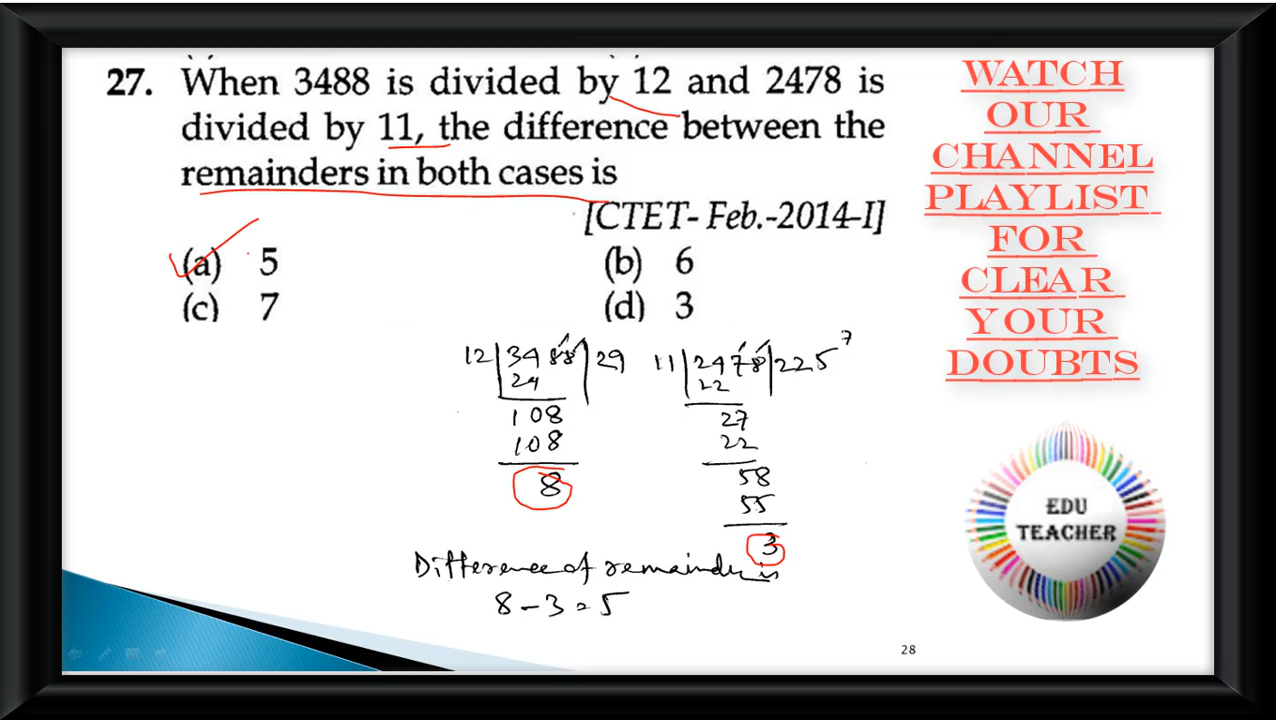 27. When 3488 is divided by 12 and 2478 is
divided by 11, the difference between the
remainders in both cases is
[CTET- Feb.-2014-I]
(a) 5
(b) 6
(c) 7
(d) 3
12 3488 29
24
108
108
8
11 2478 225
22
27
22
58
55
3
Difference of remainder is
8 - 3 = 5
WATCH
OUR
CHANNEL
PLAYLIST
FOR
CLEAR
YOUR
DOUBTS
EDU
TEACHER
28